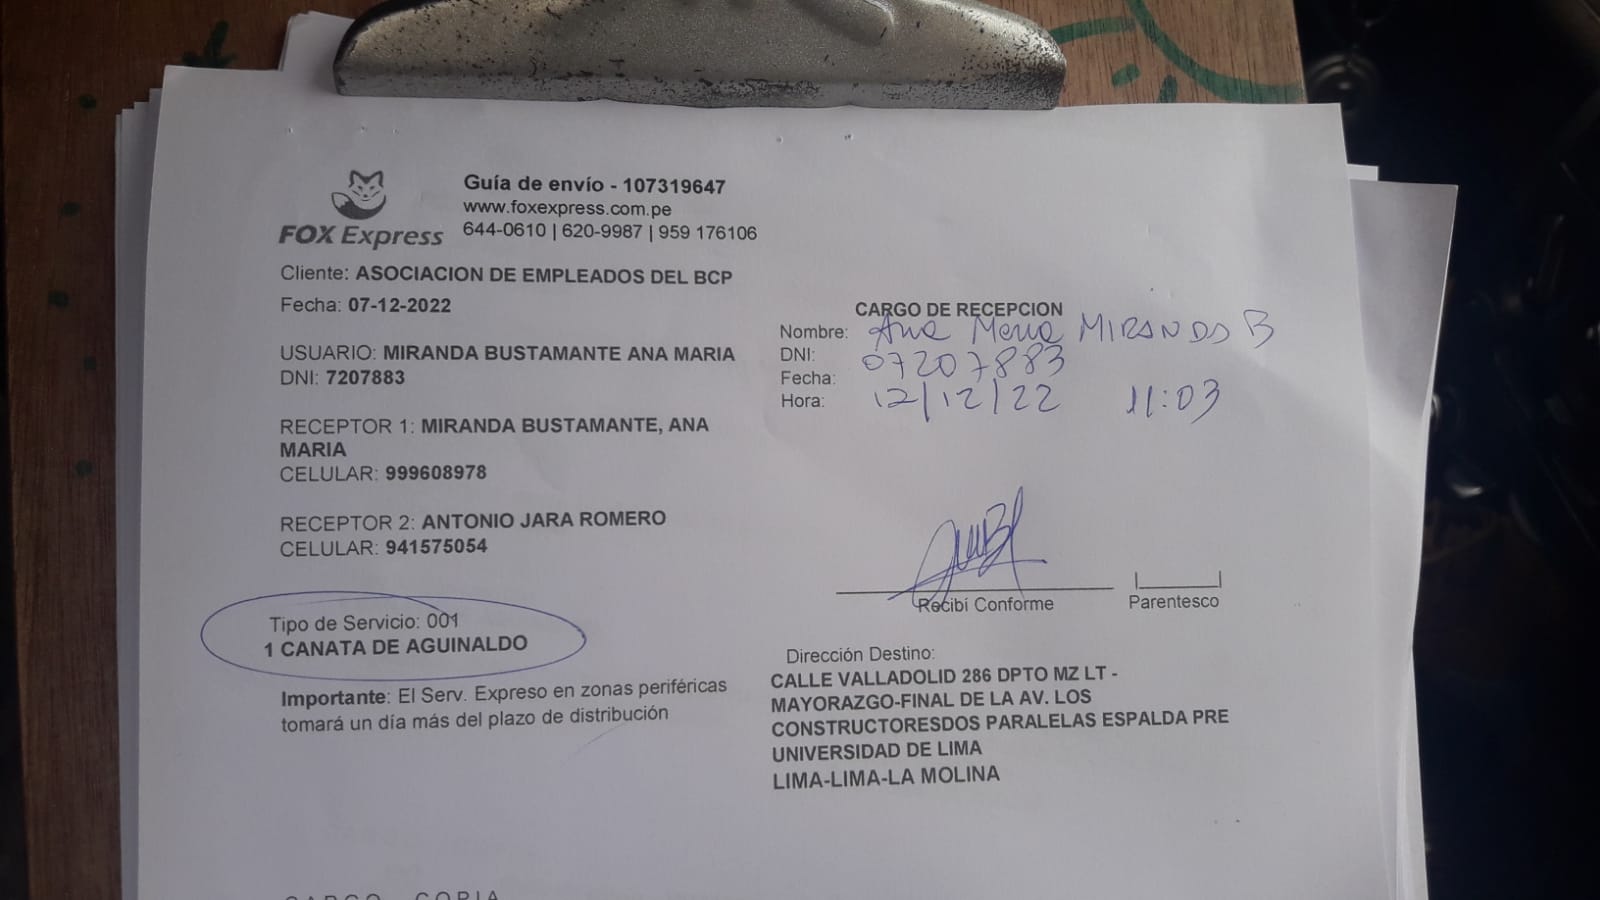 Guía de envío - 107319647
www.foxexpress.com.pe
644-0610 | 620-9987 | 959 176106
FOX Express
Cliente: ASOCIACION DE EMPLEADOS DEL BCP
Fecha: 07-12-2022
USUARIO: MIRANDA BUSTAMANTE ANA MARIA
DNI: 7207883
RECEPTOR 1: MIRANDA BUSTAMANTE, ANA
MARIA
CELULAR: 999608978
RECEPTOR 2: ANTONIO JARA ROMERO
CELULAR: 941575054
Tipo de Servicio: 001
1 CANATA DE AGUINALDO
Importante: El Serv. Expreso en zonas periféricas
tomará un día más del plazo de distribución
CARGO DE RECEPCION
Nombre: Ana Maria MIRANDA B
DNI: 07207883
Fecha: 12/12/22 11:03
Hora:
Recibí Conforme
Parentesco
Dirección Destino:
CALLE VALLADOLID 286 DPTO MZ LT -
MAYORAZGO-FINAL DE LA AV. LOS
CONSTRUCTORESDOS PARALELAS ESPALDA PRE
UNIVERSIDAD DE LIMA
LIMA-LIMA-LA MOLINA
CARGO COPIA